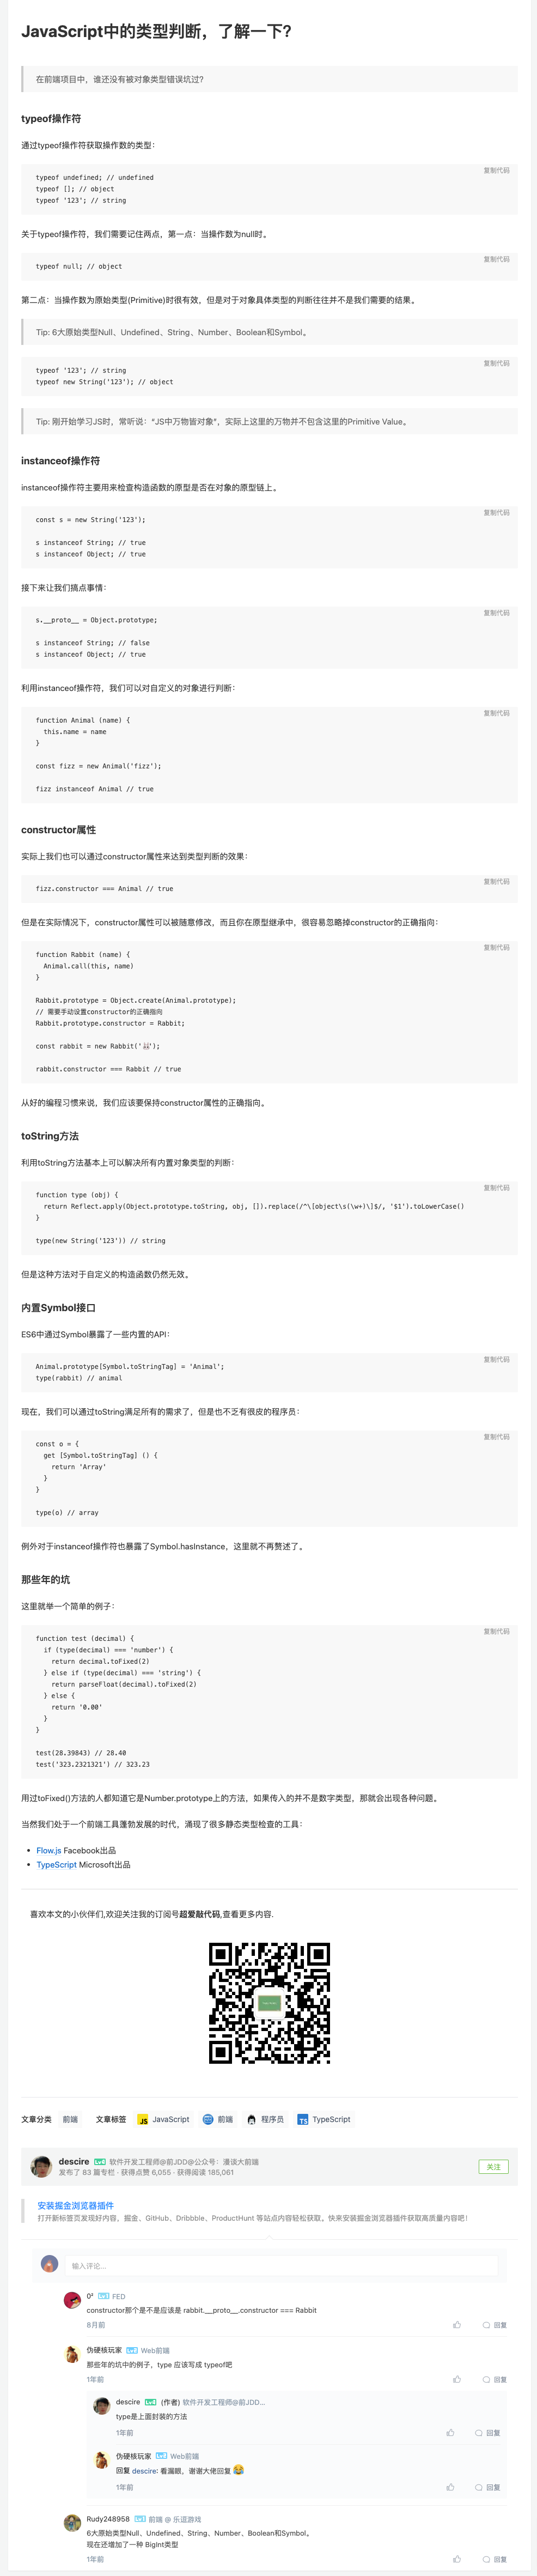 JavaScript中的类型判断，了解一下？
在前端项目中，谁还没有被对象类型错误坑过？
typeof操作符
通过typeof操作符获取操作数的类型：
复制代码
typeof undefined; // undefined
typeof []; // object
typeof '123'; // string
关于typeof操作符，我们需要记住两点，第一点：当操作数为null时。
复制代码
typeof null; // object
第二点：当操作数为原始类型(Primitive)时很有效，但是对于对象具体类型的判断往往并不是我们需要的结果。
Tip: 6大原始类型Null、Undefined、String、Number、Boolean和Symbol。
复制代码
typeof '123'; // string
typeof new String('123'); // object
Tip: 刚开始学习JS时，常听说：“JS中万物皆对象”，实际上这里的万物并不包含这里的Primitive Value。
instanceof操作符
instanceof操作符主要用来检查构造函数的原型是否在对象的原型链上。
复制代码
const s = new String('123');
s instanceof String; // true
s instanceof Object; // true
接下来让我们搞点事情：
复制代码
s.__proto__ = Object.prototype;
s instanceof String; // false
s instanceof Object; // true
利用instanceof操作符，我们可以对自定义的对象进行判断：
复制代码
function Animal (name) {
this.name = name
}
const fizz = new Animal('fizz');
fizz instanceof Animal // true
constructor属性
实际上我们也可以通过constructor属性来达到类型判断的效果：
复制代码
fizz.constructor === Animal // true
但是在实际情况下，constructor属性可以被随意修改，而且你在原型继承中，很容易忽略掉constructor的正确指向：
复制代码
function Rabbit (name) {
Animal.call(this, name)
}
Rabbit.prototype = Object.create(Animal.prototype);
// 需要手动设置constructor的正确指向
Rabbit.prototype.constructor = Rabbit;
const rabbit = new Rabbit('🐰');
rabbit.constructor === Rabbit // true
从好的编程习惯来说，我们应该要保持constructor属性的正确指向。
toString方法
利用toString方法基本上可以解决所有内置对象类型的判断：
复制代码
function type (obj) {
return Reflect.apply(Object.prototype.toString, obj, []).replace(/^\[object\s(\w+)\]$/, '$1').toLowerCase()
}
type(new String('123')) // string
但是这种方法对于自定义的构造函数仍然无效。
内置Symbol接口
ES6中通过Symbol暴露了一些内置的API：
复制代码
Animal.prototype[Symbol.toStringTag] = 'Animal';
type(rabbit) // animal
现在，我们可以通过toString满足所有的需求了，但是也不乏有很皮的程序员：
复制代码
const o = {
get [Symbol.toStringTag] () {
return 'Array'
}
}
type(o) // array
例外对于instanceof操作符也暴露了Symbol.hasInstance，这里就不再赘述了。
那些年的坑
这里就举一个简单的例子：
复制代码
function test (decimal) {
if (type(decimal) === 'number') {
return decimal.toFixed(2)
} else if (type(decimal) === 'string') {
return parseFloat(decimal).toFixed(2)
} else {
return '0.00'
}
}
test(28.39843) // 28.40
test('323.2321321') // 323.23
用过toFixed()方法的人都知道它是Number.prototype上的方法，如果传入的并不是数字类型，那就会出现各种问题。
当然我们处于一个前端工具蓬勃发展的时代，涌现了很多静态类型检查的工具：
• Flow.js Facebook出品
• TypeScript Microsoft出品
喜欢本文的小伙伴们,欢迎关注我的订阅号超爱敲代码,查看更多内容.
文章分类 前端 文章标签 JavaScript 前端 程序员 TypeScript
descire 软件开发工程师@前JDD@公众号：潘谈大前端
发布了 83 篇专栏 · 获得点赞 6,055 · 获得阅读 185,061
关注
安装掘金浏览器插件
打开新标签页发现好内容，掘金、GitHub、Dribbble、ProductHunt 等站点内容轻松获取。快来安装掘金浏览器插件获取高质量内容吧！
输入评论...
0² FED
constructor那个是不是应该是 rabbit.__proto__.constructor === Rabbit
8月前 回复
伪硬核玩家 Web前端
那些年的坑中的例子，type 应该写成 typeof吧
1年前 回复
descire (作者) 软件开发工程师@前JDD...
type是上面封装的方法
1年前 回复
伪硬核玩家 Web前端
回复 descire: 看漏眼，谢谢大佬回复 😂
1年前 回复
Rudy248958 前端 @ 乐逗游戏
6大原始类型Null、Undefined、String、Number、Boolean和Symbol。
现在还增加了一种 BigInt类型
1年前 回复